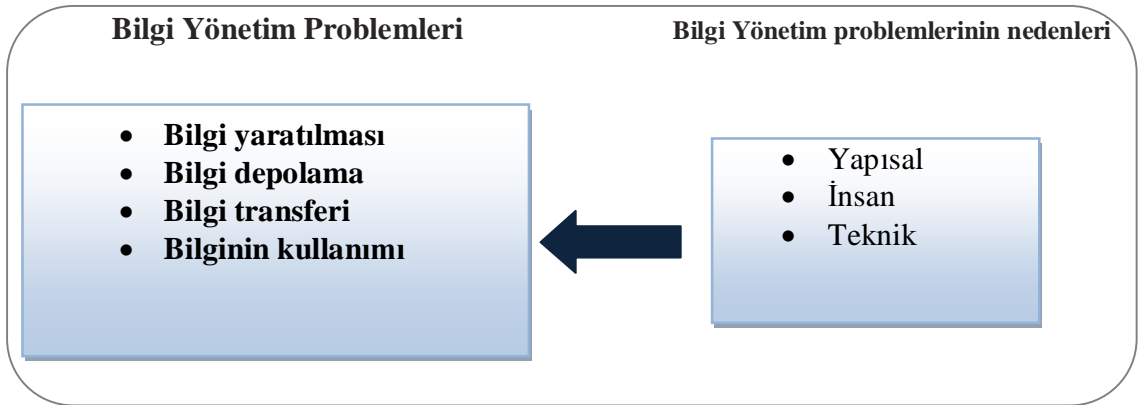 Bilgi Yönetim Problemleri
Bilgi Yönetim problemlerinin nedenleri
• Bilgi yaratılması
• Bilgi depolama
• Bilgi transferi
• Bilginin kullanımı
• Yapısal
• İnsan
• Teknik